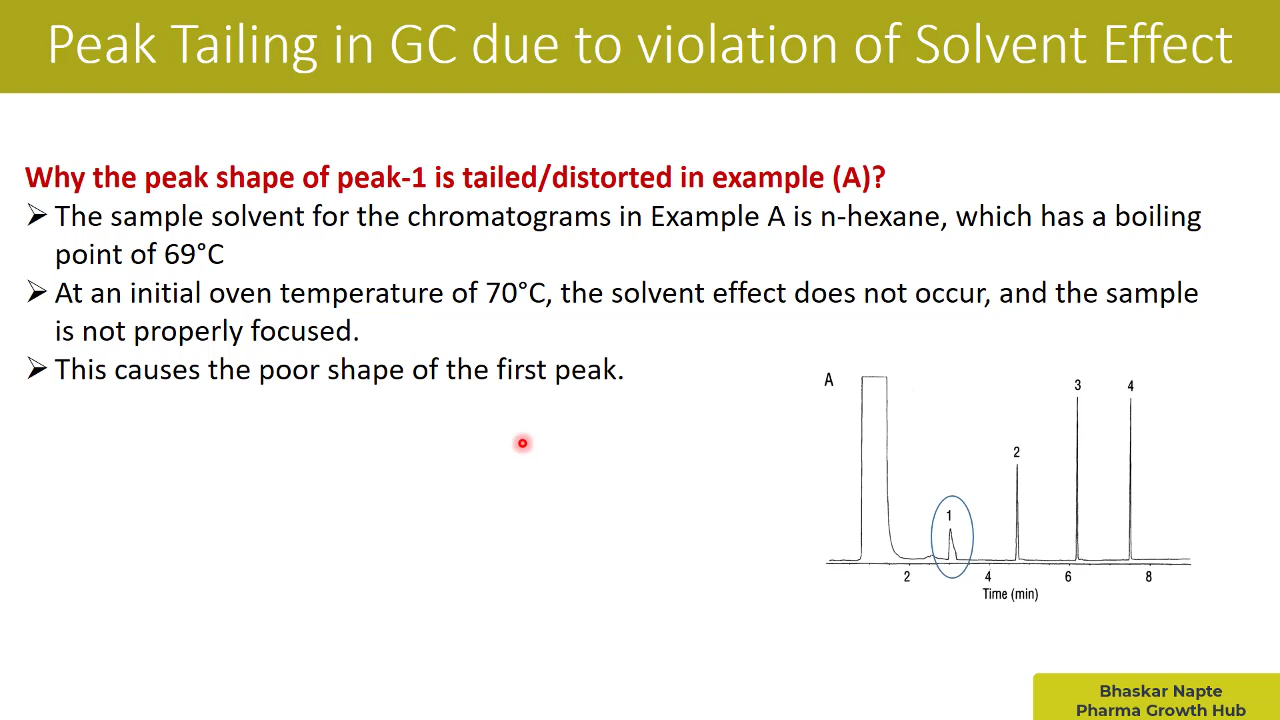 Peak Tailing in GC due to violation of Solvent Effect
Why the peak shape of peak-1 is tailed/distorted in example (A)?
➢ The sample solvent for the chromatograms in Example A is n-hexane, which has a boiling
point of 69°C
➢ At an initial oven temperature of 70°C, the solvent effect does not occur, and the sample
is not properly focused.
➢ This causes the poor shape of the first peak.
A
3 4
2
1
2 4 6 8
Time (min)
Bhaskar Napte
Pharma Growth Hub